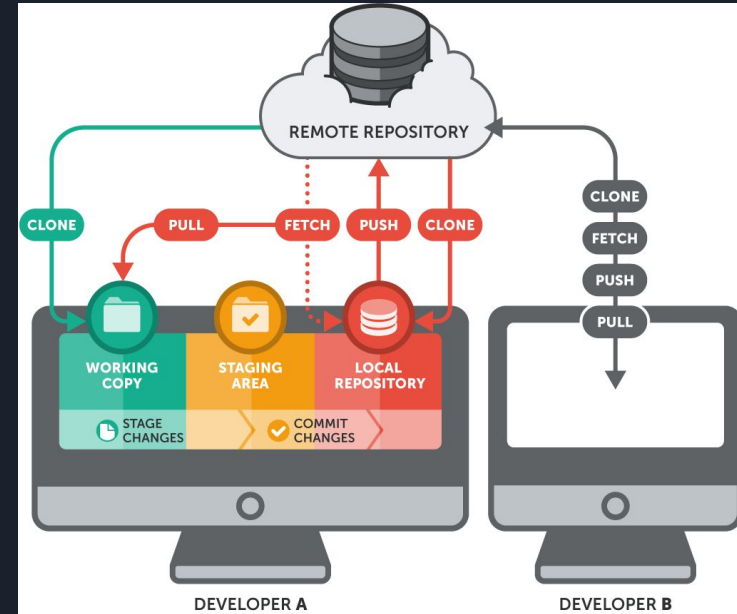 REMOTE REPOSITORY
CLONE
PULL
FETCH
PUSH
CLONE
CLONE
FETCH
PUSH
PULL
WORKING
COPY
STAGING
AREA
LOCAL
REPOSITORY
STAGE
CHANGES
COMMIT
CHANGES
DEVELOPER A
DEVELOPER B